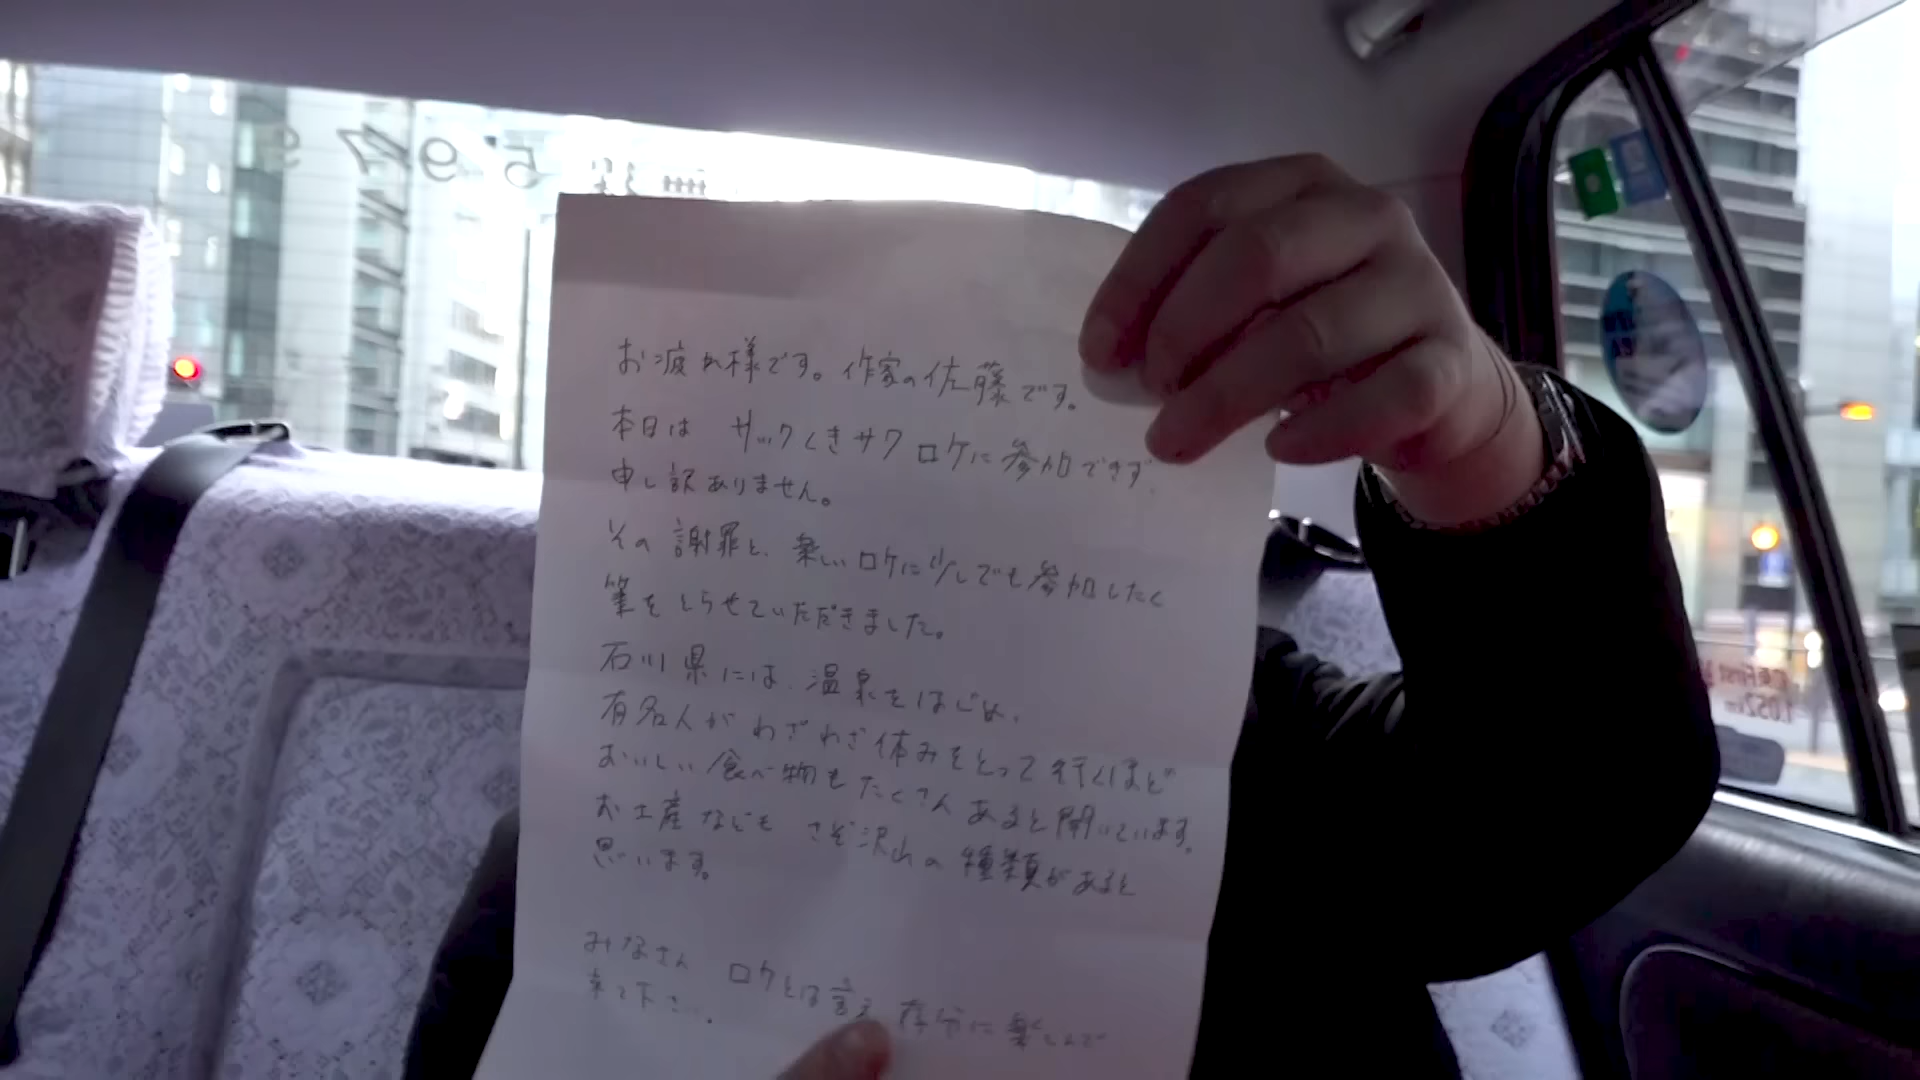 お疲れ様です。作家の佐藤です。
本日は サックくきサク ロケに参加できず、
申し訳ありません。
その謝罪と、楽しいロケに少しでも参加したく
筆をとらせていただきました。
石川県には、温泉をはじめ、
有名人がわざわざ休みをとって行くほど
おいしい食べ物もたくさんあると聞いています。
お土産なども さぞ沢山の種類があると
思います。
みなさん ロケとは言え 存分に楽しんで
来て下さい。
5978